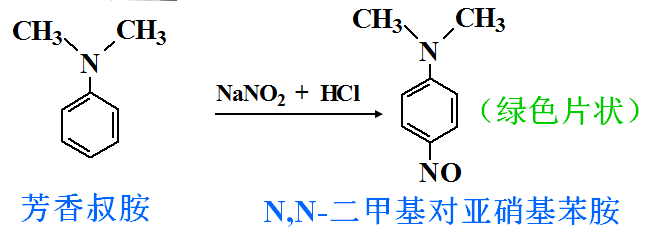 CH₃ CH₃
N
芳香叔胺
NaNO₂ + HCl
CH₃ CH₃
N
NO
(绿色片状)
N,N-二甲基对亚硝基苯胺